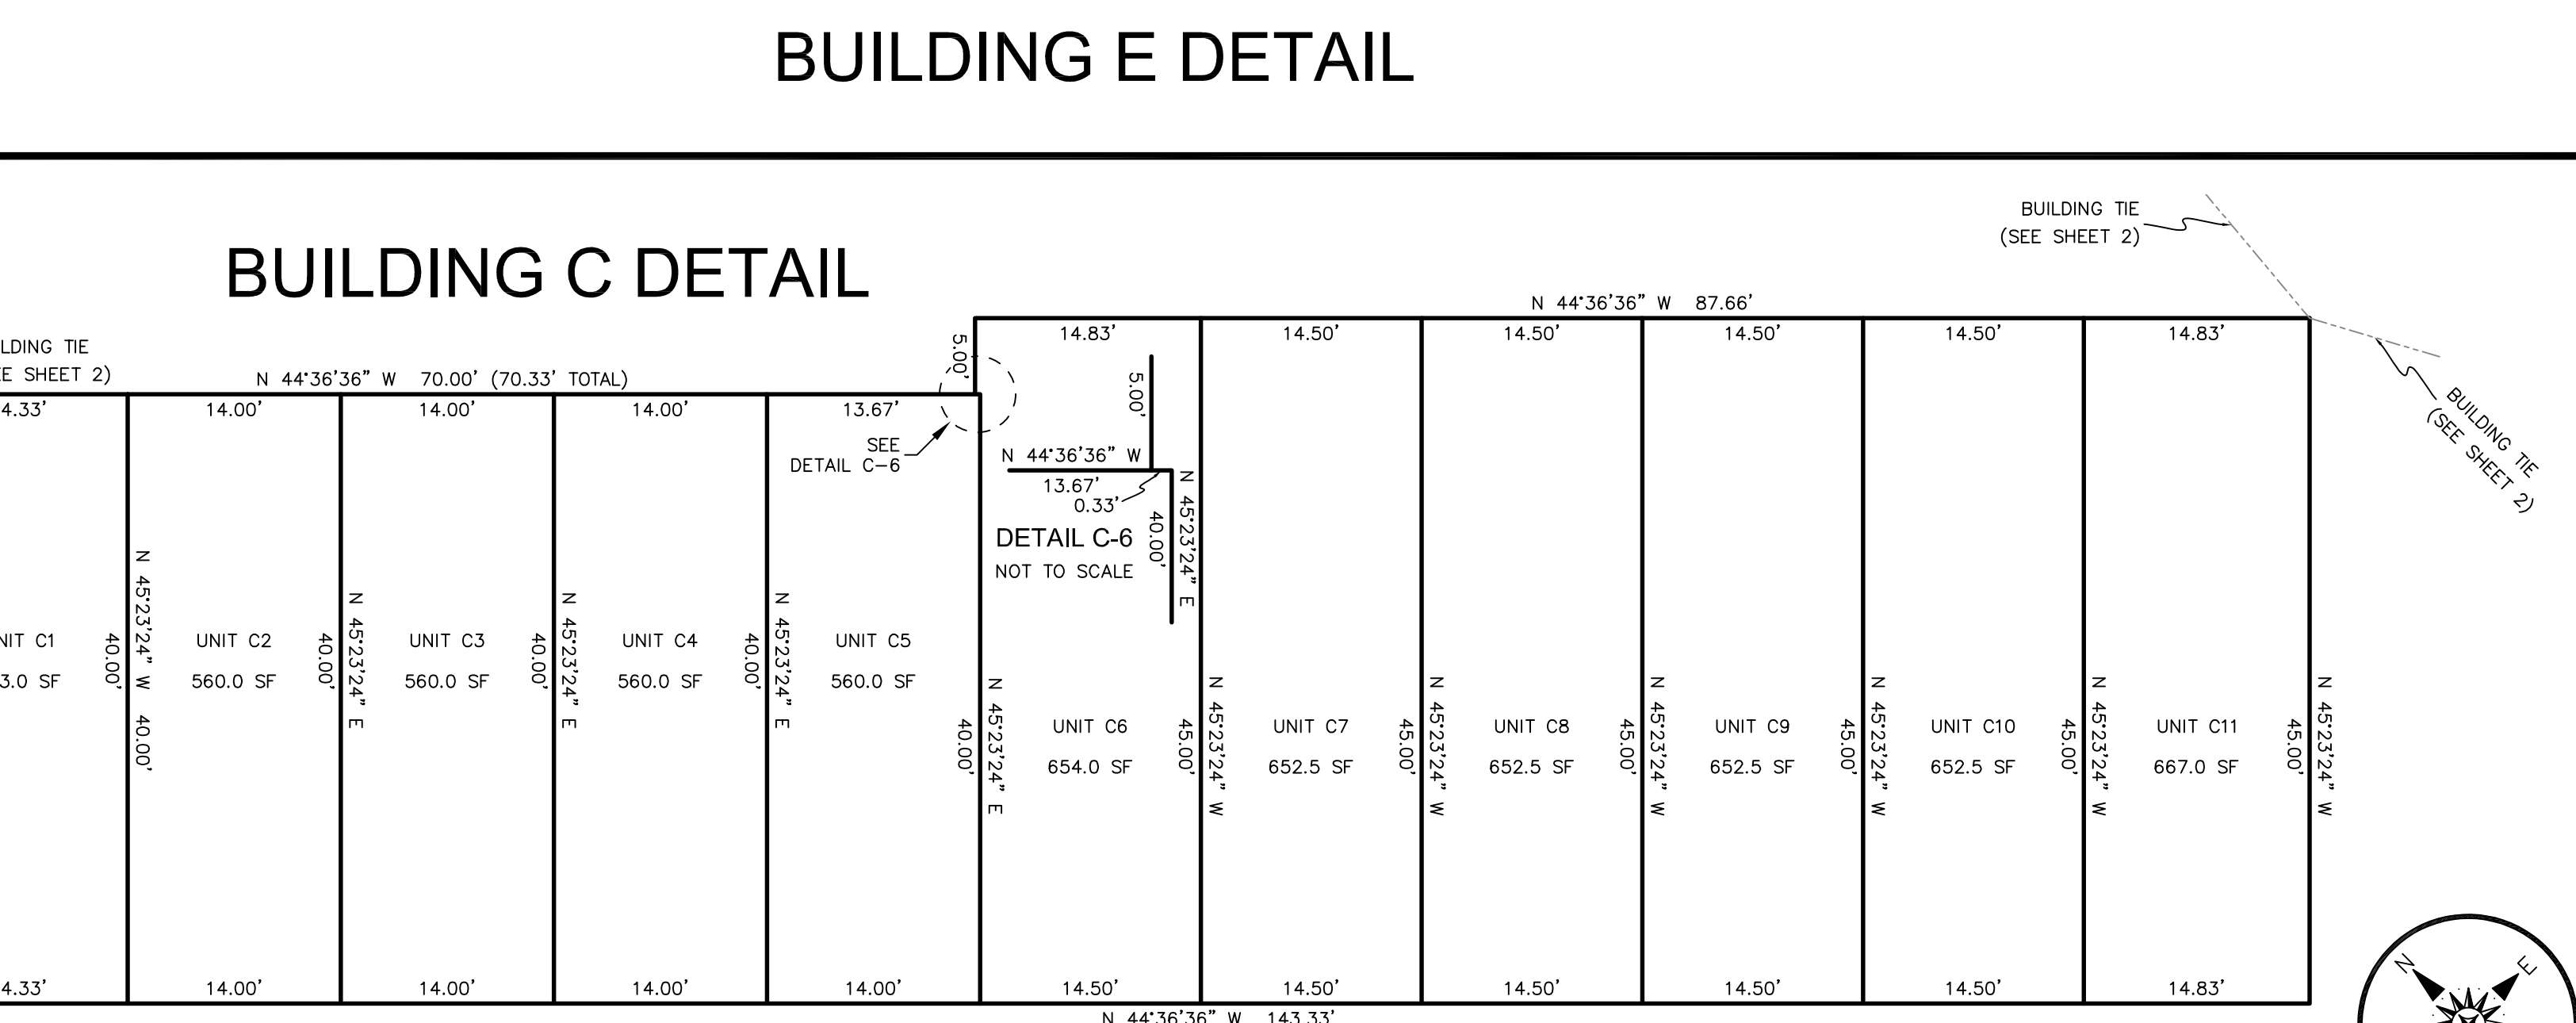 BUILDING E DETAIL
BUILDING C DETAIL
LDING TIE
E SHEET 2)
BUILDING TIE
(SEE SHEET 2)
BUILDING TIE
(SEE SHEET 2)
N 44°36'36" W 70.00' (70.33' TOTAL)
N 44°36'36" W 87.66'
5.00'
4.33'
14.00'
14.00'
14.00'
13.67'
14.83'
14.50'
14.50'
14.50'
14.50'
14.83'
SEE
DETAIL C-6
5.00'
N 44°36'36" W
13.67'
0.33'
40.00'
N 45°23'24" E
DETAIL C-6
NOT TO SCALE
NIT C1
3.0 SF
40.00'
N 45°23'24" W 40.00'
UNIT C2
560.0 SF
40.00'
N 45°23'24" E
UNIT C3
560.0 SF
40.00'
N 45°23'24" E
UNIT C4
560.0 SF
40.00'
N 45°23'24" E
UNIT C5
560.0 SF
40.00'
N 45°23'24" E
UNIT C6
654.0 SF
45.00'
N 45°23'24" W
UNIT C7
652.5 SF
45.00'
N 45°23'24" W
UNIT C8
652.5 SF
45.00'
N 45°23'24" W
UNIT C9
652.5 SF
45.00'
N 45°23'24" W
UNIT C10
652.5 SF
45.00'
N 45°23'24" W
UNIT C11
667.0 SF
45.00'
N 45°23'24" W
4.33'
14.00'
14.00'
14.00'
14.00'
14.50'
14.50'
14.50'
14.50'
14.50'
14.83'
N 44°36'36" W 143.33'
N
E